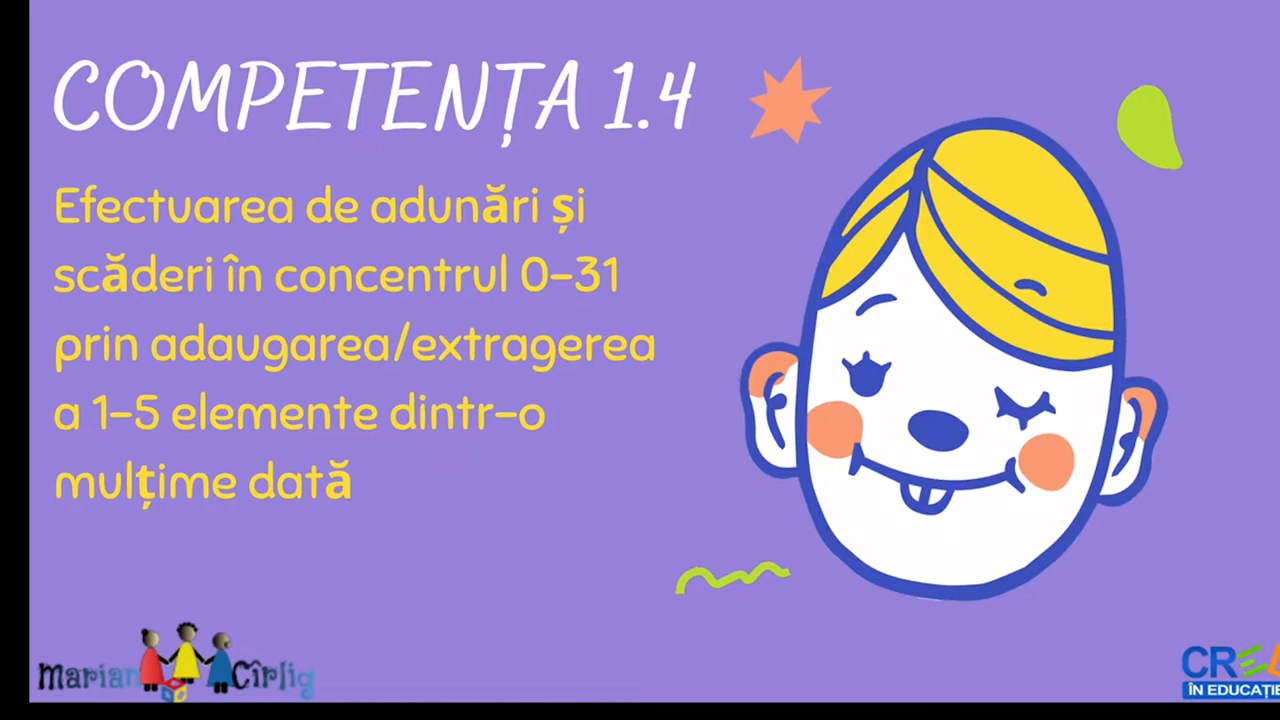 COMPETENȚA 1.4
Efectuarea de adunări și
scăderi în concentrul 0-31
prin adaugarea/extragerea
a 1-5 elemente dintr-o
mulțime dată
Marian Cîrlig
ÎN EDUCAȚIE